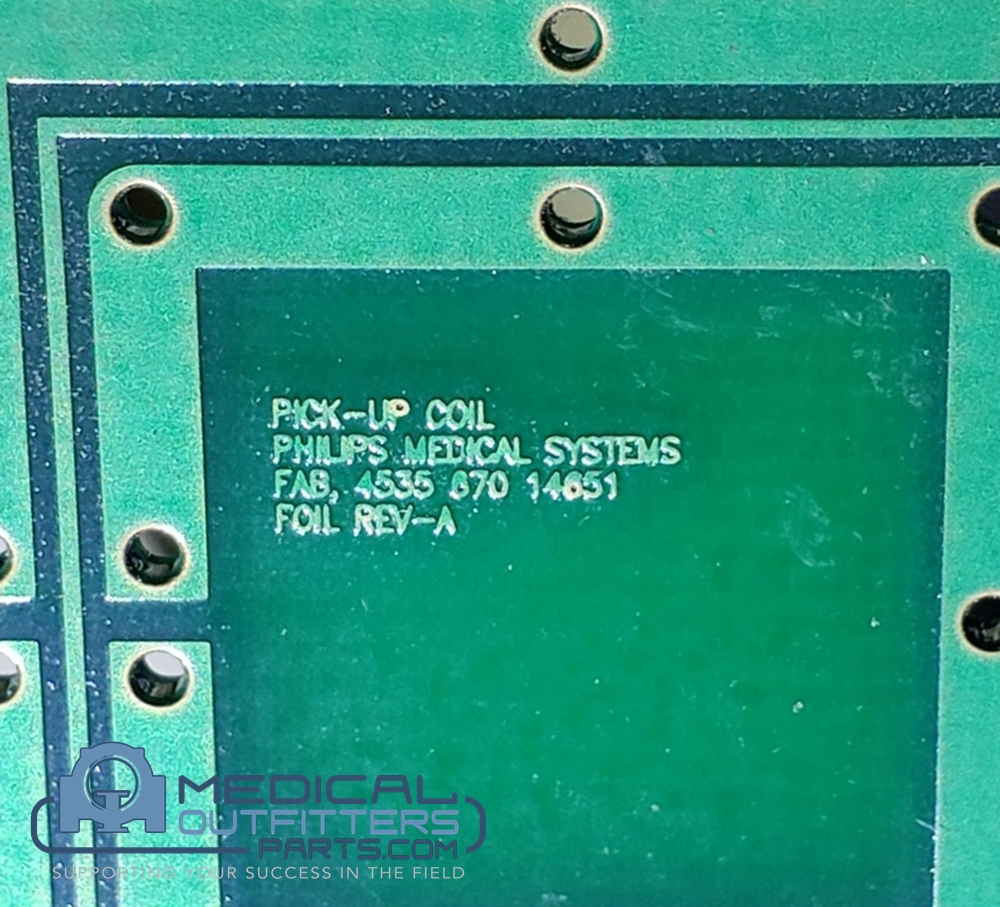 PICK-UP COIL
PHILIPS MEDICAL SYSTEMS
FAB, 4535 670 14651
FOIL REV-A
MEDICAL
OUTFITTERS
PARTS.COM
SUPPORTING YOUR SUCCESS IN THE FIELD